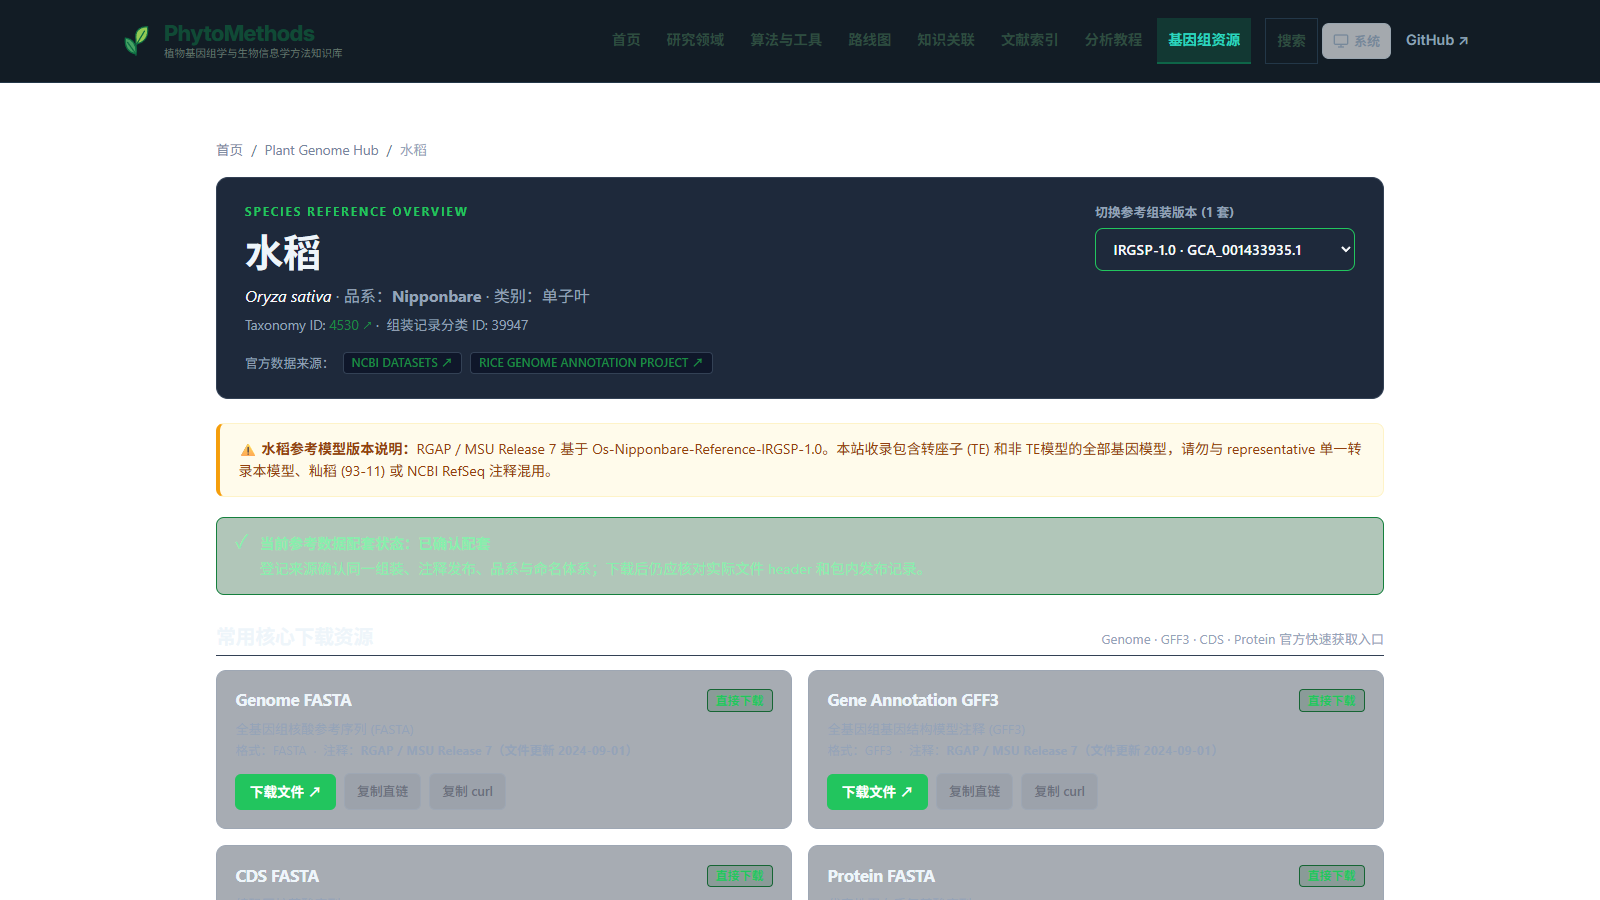 PhytoMethods
植物基因组学与生物信息学方法知识库
首页 研究领域 算法与工具 路线图 知识关联 文献索引 分析教程 基因组资源 搜索 系统 GitHub ↗
首页 / Plant Genome Hub / 水稻
SPECIES REFERENCE OVERVIEW
水稻
Oryza sativa · 品系：Nipponbare · 类别：单子叶
Taxonomy ID: 4530 ↗ · 组装记录分类 ID: 39947
官方数据来源： NCBI DATASETS ↗ RICE GENOME ANNOTATION PROJECT ↗
切换参考组装版本 (1 套)
IRGSP-1.0 · GCA_001433935.1
⚠️ 水稻参考模型版本说明：RGAP / MSU Release 7 基于 Os-Nipponbare-Reference-IRGSP-1.0。本站收录包含转座子 (TE) 和非 TE模型的全部基因模型，请勿与 representative 单一转
录本模型、籼稻 (93-11) 或 NCBI RefSeq 注释混用。
✓ 当前参考数据配套状态：已确认配套
登记来源确认同一组装、注释发布、品系与命名体系；下载后仍应核对实际文件 header 和包内发布记录。
常用核心下载资源
Genome · GFF3 · CDS · Protein 官方快速获取入口
Genome FASTA 直接下载
全基因组核酸参考序列 (FASTA)
格式：FASTA 注释：RGAP / MSU Release 7（文件更新 2024-09-01）
下载文件 ↗ 复制直链 复制 curl
Gene Annotation GFF3 直接下载
全基因组基因结构模型注释 (GFF3)
格式：GFF3 注释：RGAP / MSU Release 7（文件更新 2024-09-01）
下载文件 ↗ 复制直链 复制 curl
CDS FASTA 直接下载
Protein FASTA 直接下载